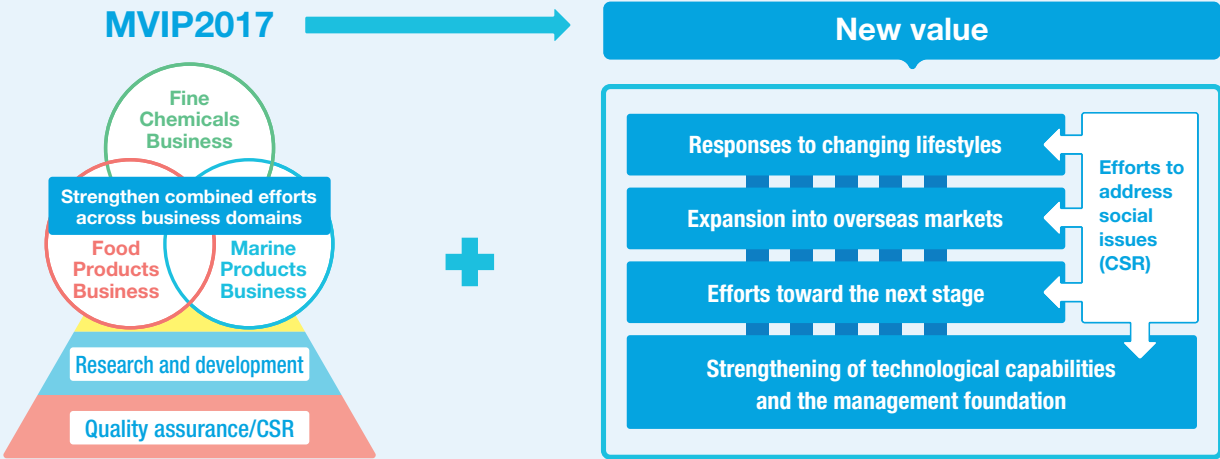 MVIP2017
New value
Fine
Chemicals
Business
Strengthen combined efforts
across business domains
Food
Products
Business
Marine
Products
Business
Research and development
Quality assurance/CSR
Responses to changing lifestyles
Expansion into overseas markets
Efforts toward the next stage
Strengthening of technological capabilities
and the management foundation
Efforts to
address
social
issues
(CSR)